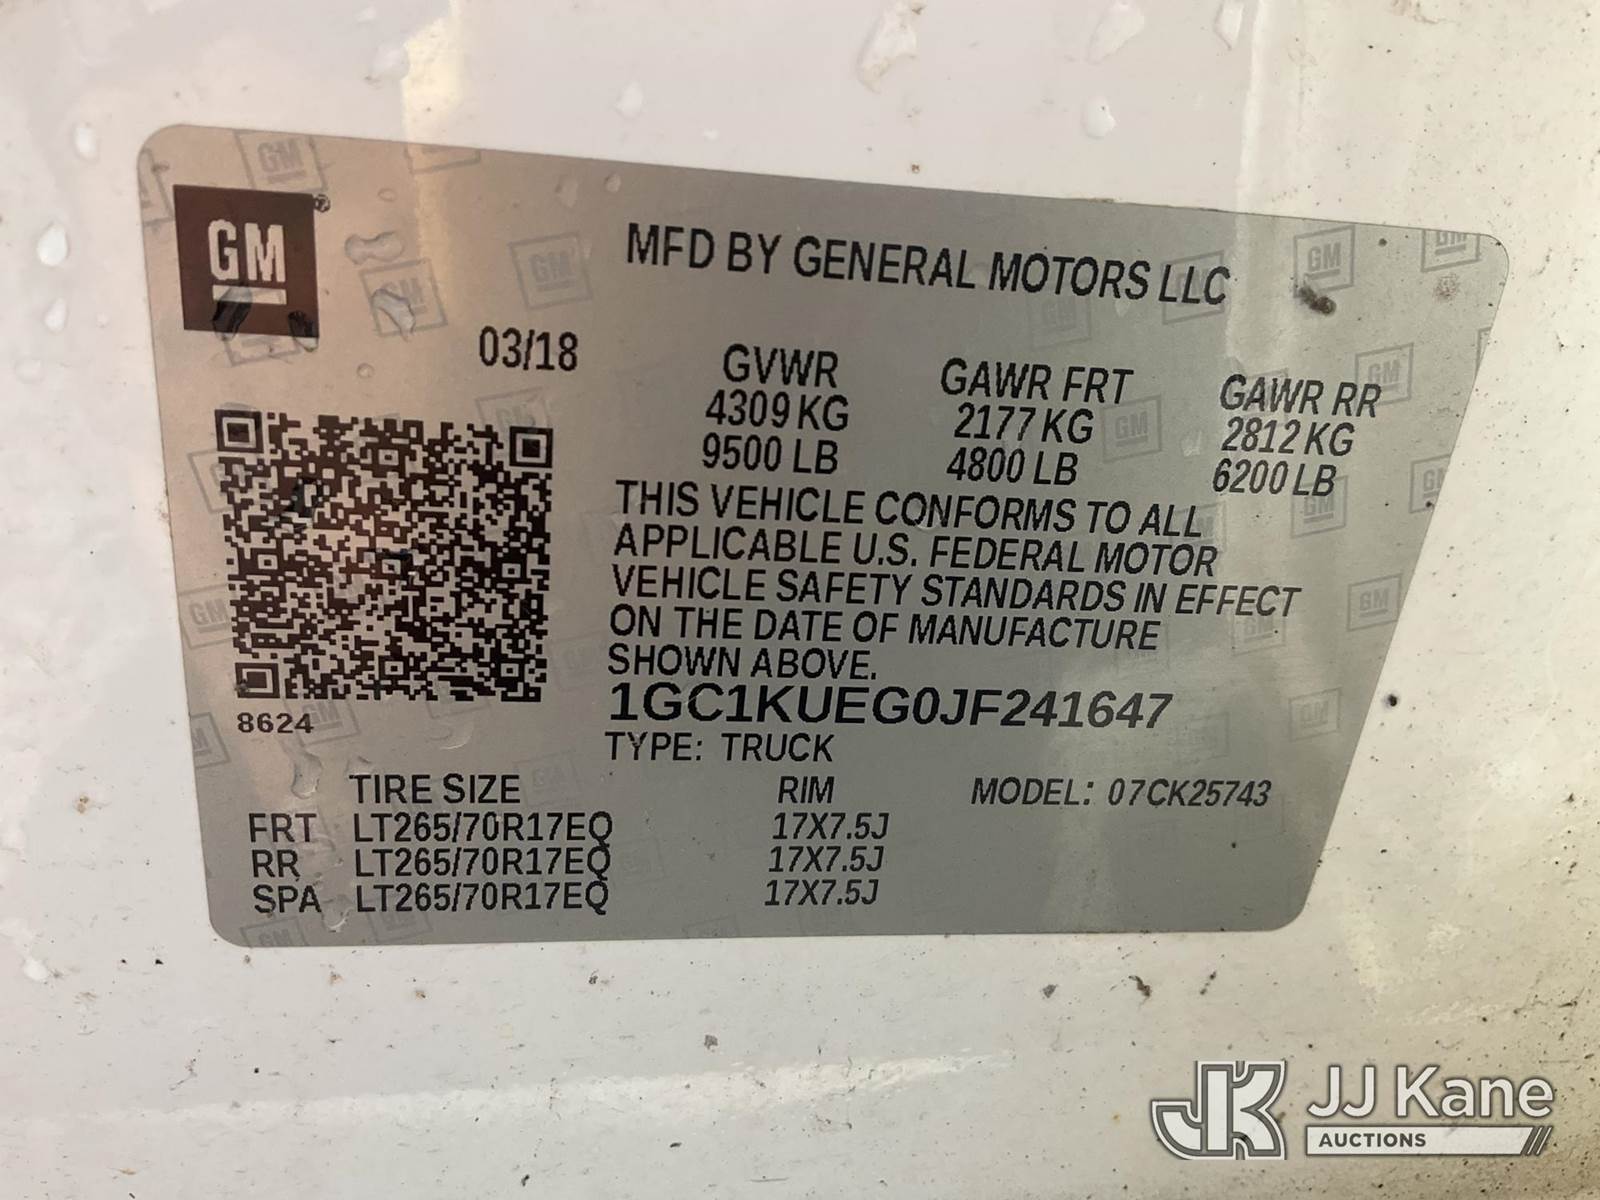 GM
MFD BY GENERAL MOTORS LLC
03/18
GVWR GAWR FRT GAWR RR
4309 KG 2177 KG 2812 KG
9500 LB 4800 LB 6200 LB
THIS VEHICLE CONFORMS TO ALL
APPLICABLE U.S. FEDERAL MOTOR
VEHICLE SAFETY STANDARDS IN EFFECT
ON THE DATE OF MANUFACTURE
SHOWN ABOVE.
8624
1GC1KUEG0JF241647
TYPE: TRUCK
TIRE SIZE RIM MODEL: 07CK25743
FRT LT265/70R17EQ 17X7.5J
RR LT265/70R17EQ 17X7.5J
SPA LT265/70R17EQ 17X7.5J
JK JJ Kane
AUCTIONS